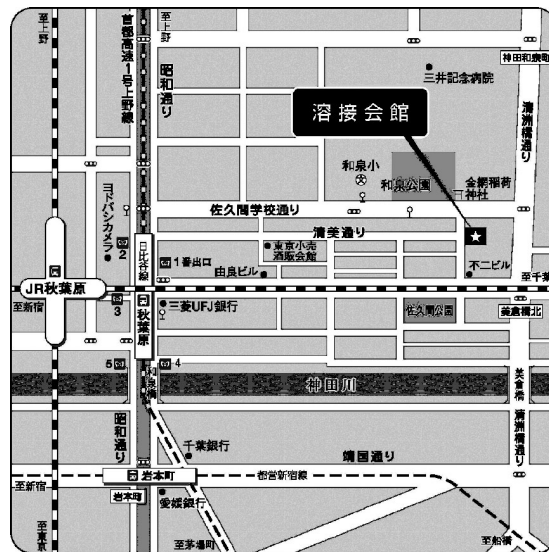 至上野
首都高速1号上野線
至上野
昭和通り
三井記念病院
神田和泉町
清洲橋通り
溶接会館
和泉小
和泉公園
金網稲荷
神社
佐久間学校通り
清美通り
ヨドバシカメラ
2
日比谷線
1番出口
東京小売
酒販会館
由良ビル
不二ビル
JR秋葉原
至千葉
至新宿
3
秋葉原
三菱UFJ銀行
佐久間公園
美倉橋北
5
4
和泉橋
神田川
美倉橋
昭和通り
千葉銀行
靖国通り
清洲橋通り
岩本町
都営新宿線
至新宿
岩本町
愛媛銀行
至東京
至茅場町
至船橋